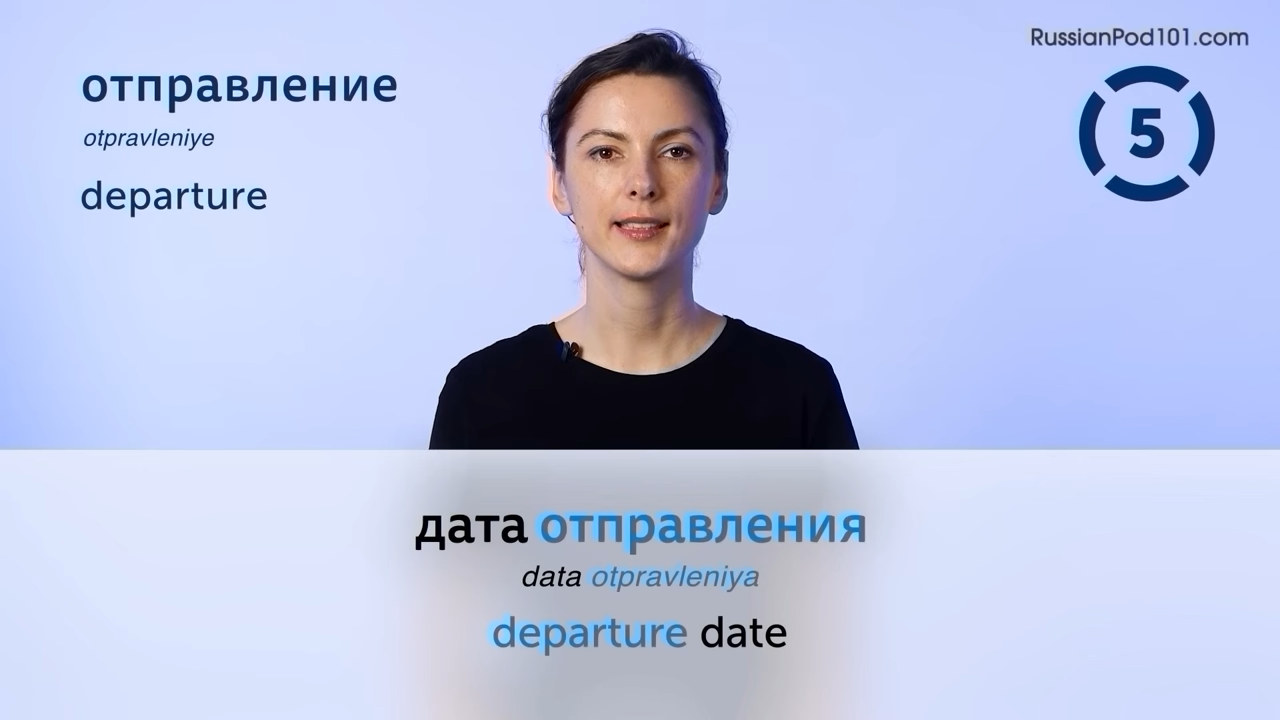 отправление
otpravleniye
departure
RussianPod101.com
5
дата отправления
data otpravleniya
departure date